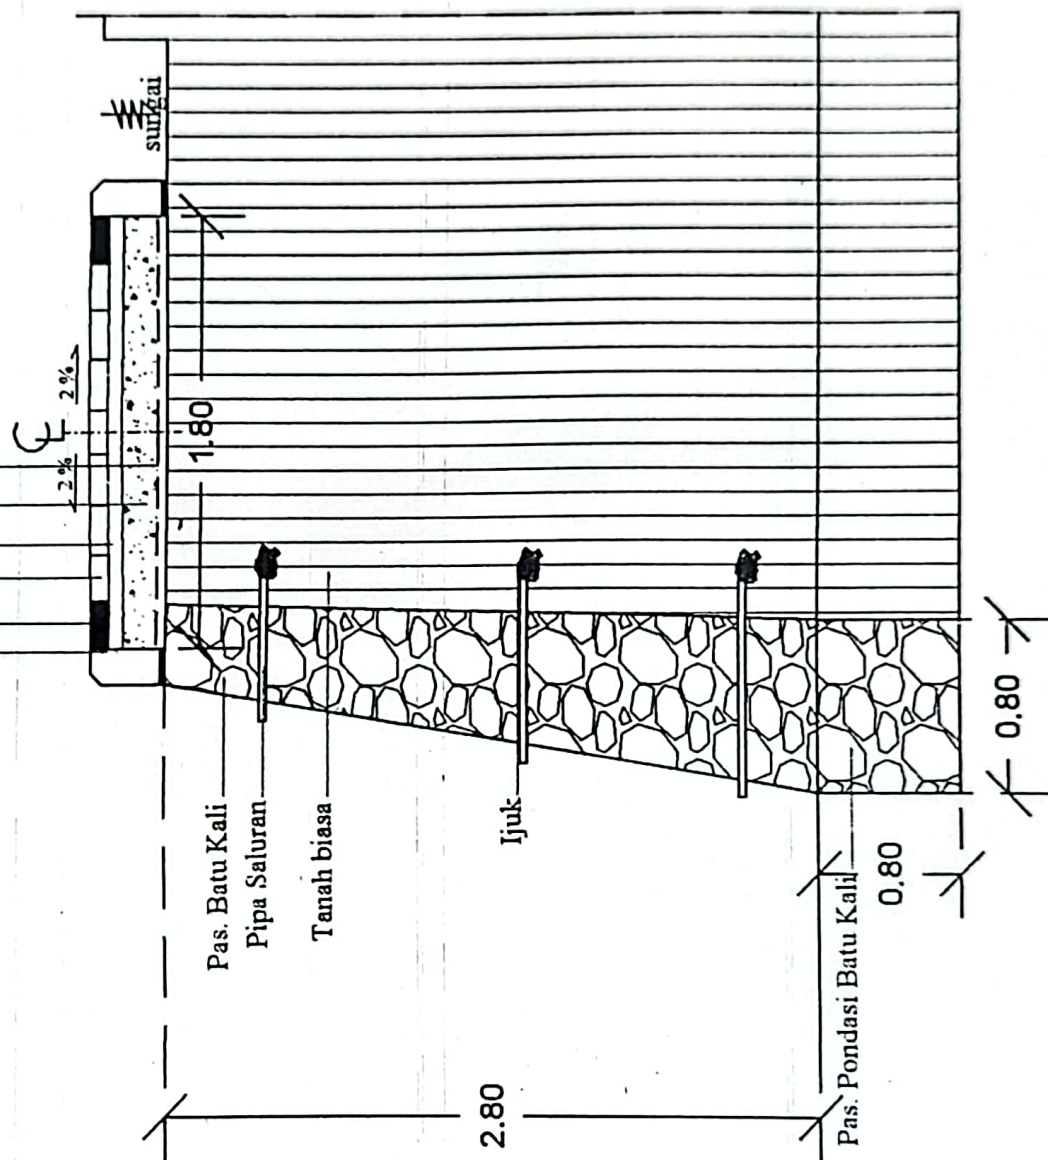 sungai
2%
2%
1.80
Pas. Batu Kali
Pipa Saluran
Tanah biasa
Ijuk
Pas. Pondasi Batu Kali
2.80
0.80
0.80